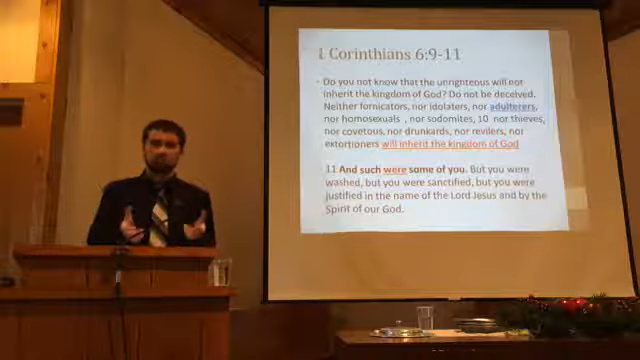 1 Corinthians 6:9-11
· Do you not know that the unrighteous will not
inherit the kingdom of God? Do not be deceived.
Neither fornicators, nor idolaters, nor adulterers,
nor homosexuals , nor sodomites, 10 nor thieves,
nor covetous, nor drunkards, nor revilers, nor
extortioners will inherit the kingdom of God
11 And such were some of you. But you were
washed, but you were sanctified, but you were
justified in the name of the Lord Jesus and by the
Spirit of our God.